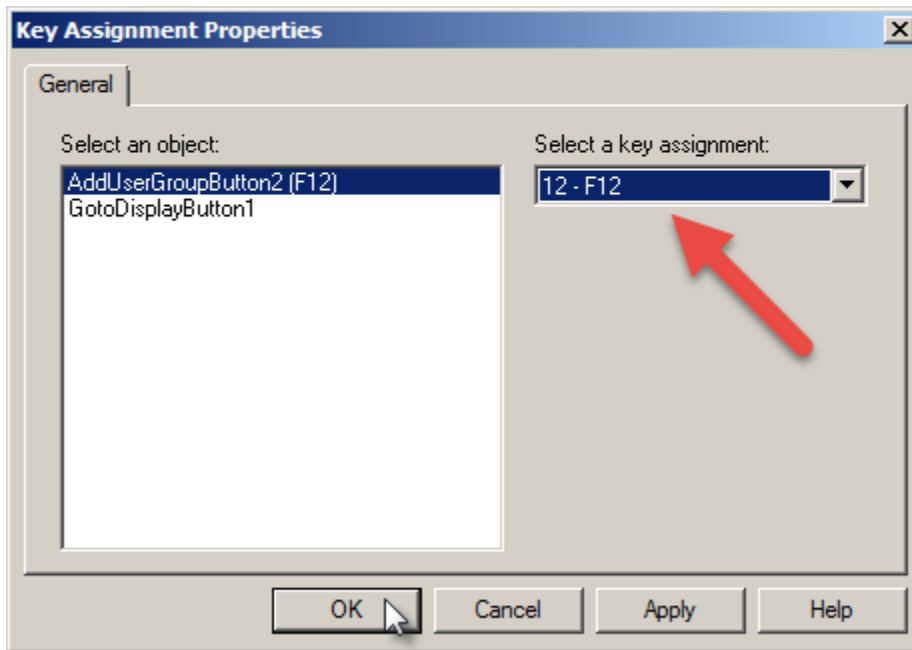 Key Assignment Properties
General
Select an object:
AddUserGroupButton2 (F12)
GotoDisplayButton1
Select a key assignment:
12 - F12
OK
Cancel
Apply
Help